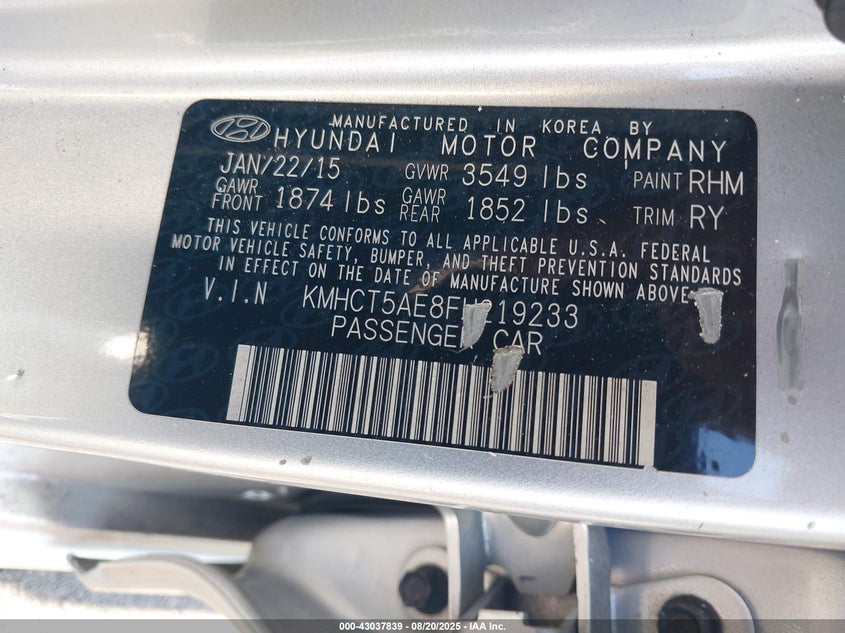 MANUFACTURED IN KOREA BY
HYUNDAI MOTOR COMPANY
JAN/22/15 GVWR 3549 lbs PAINT RHM
GAWR FRONT 1874 lbs GAWR REAR 1852 lbs TRIM RY
THIS VEHICLE CONFORMS TO ALL APPLICABLE U.S.A. FEDERAL
MOTOR VEHICLE SAFETY, BUMPER, AND THEFT PREVENTION STANDARDS
IN EFFECT ON THE DATE OF MANUFACTURE SHOWN ABOVE
V.I.N
PASSENGER CAR
000-43037839 - 08/20/2025 - IAA Inc.